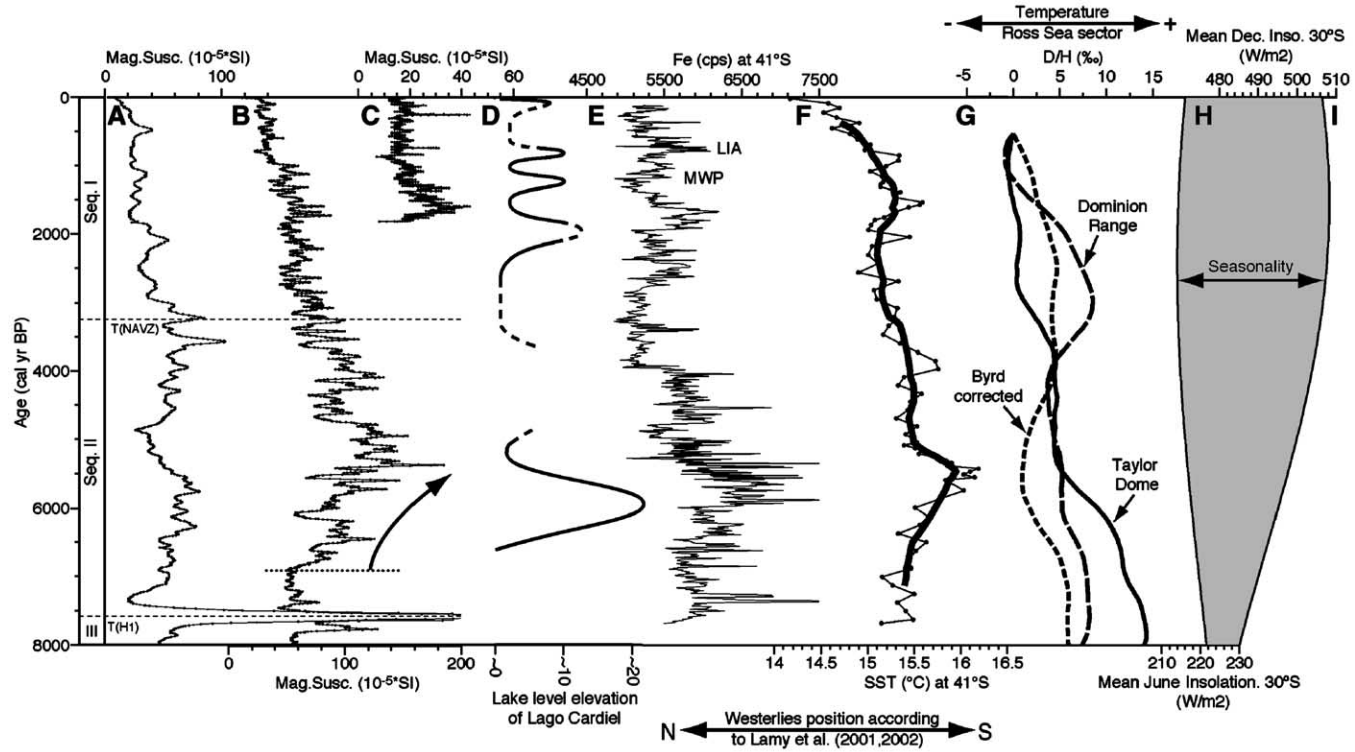 - Temperature +
Ross Sea sector
Mag.Susc. (10-5*SI)
Mag.Susc. (10-5*SI)
Fe (cps) at 41°S
D/H (‰)
Mean Dec. Inso. 30°S
(W/m2)
0 100
0 20 40 60
4500 5500 6500 7500
-5 0 5 10 15
480 490 500 510
A B C D E F G H I
0
2000
4000
6000
8000
Age (cal yr BP)
Seq. I
Seq. II
III
T(NAVZ)
T(H1)
LIA
MWP
Dominion
Range
Byrd
corrected
Taylor
Dome
Seasonality
0 100 200
Mag.Susc. (10-5*SI)
~0 ~10 ~20
Lake level elevation
of Lago Cardiel
14 14.5 15 15.5 16 16.5
SST (°C) at 41°S
210 220 230
Mean June Insolation. 30°S
(W/m2)
N Westerlies position according S
to Lamy et al. (2001,2002)